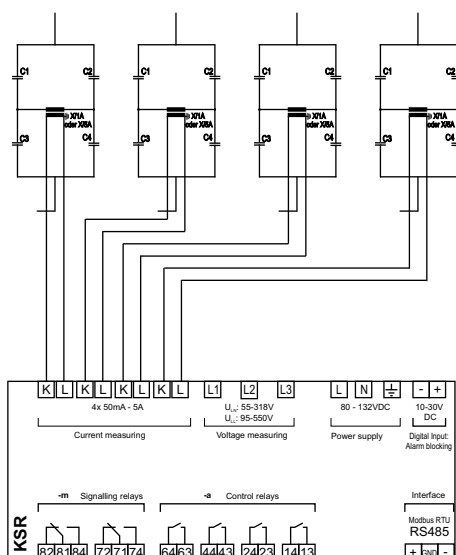 C1 C2 C1 C2 C1 C2 C1 C2
X/1A X/1A X/1A X/1A
oder X/5A oder X/5A oder X/5A oder X/5A
C3 C4 C3 C4 C3 C4 C3 C4
K L K L K L K L L1 L2 L3 L N - +
4x 50mA - 5A
Current measuring
ULN: 55-318V
ULL: 95-550V
Voltage measuring
80 - 132VDC
Power supply
10-30V
DC
Digital Input:
Alarm blocking
-m Signalling relays
-a Control relays
Interface
Modbus RTU
RS485
KSR
82 81 84 72 71 74 64 63 44 43 24 23 14 13 + GND -